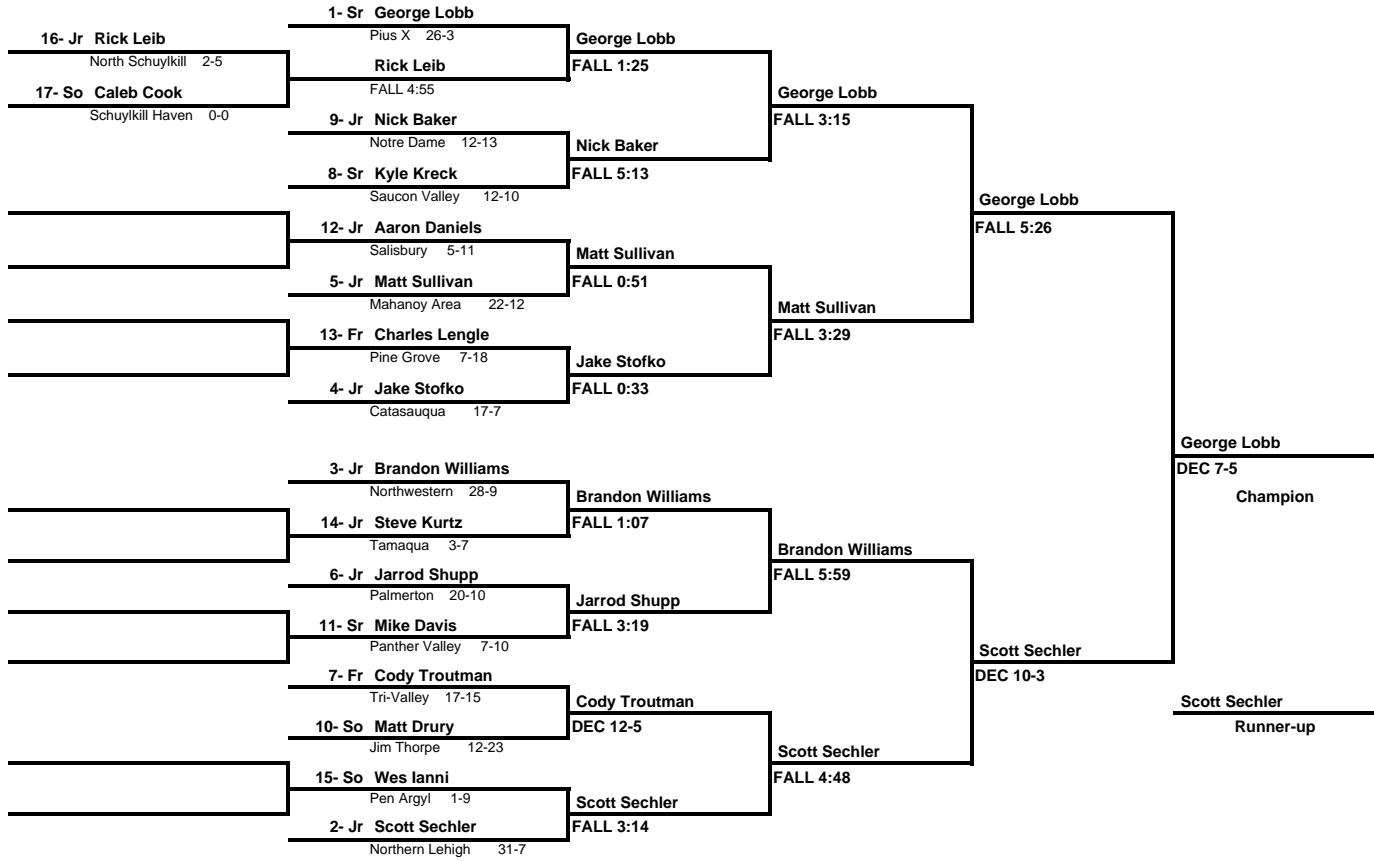 1- Sr George Lobb
Pius X 26-3
16- Jr Rick Leib
North Schuylkill 2-5
17- So Caleb Cook
Schuylkill Haven 0-0
Rick Leib
FALL 4:55
9- Jr Nick Baker
Notre Dame 12-13
8- Sr Kyle Kreck
Saucon Valley 12-10
12- Jr Aaron Daniels
Salisbury 5-11
5- Jr Matt Sullivan
Mahanoy Area 22-12
13- Fr Charles Lengle
Pine Grove 7-18
4- Jr Jake Stofko
Catasauqua 17-7
3- Jr Brandon Williams
Northwestern 28-9
14- Jr Steve Kurtz
Tamaqua 3-7
6- Jr Jarrod Shupp
Palmerton 20-10
11- Sr Mike Davis
Panther Valley 7-10
7- Fr Cody Troutman
Tri-Valley 17-15
10- So Matt Drury
Jim Thorpe 12-23
15- So Wes Ianni
Pen Argyl 1-9
2- Jr Scott Sechler
Northern Lehigh 31-7
George Lobb
FALL 1:25
Nick Baker
FALL 5:13
Matt Sullivan
FALL 0:51
Jake Stofko
FALL 0:33
Brandon Williams
FALL 1:07
Jarrod Shupp
FALL 3:19
Cody Troutman
DEC 12-5
Scott Sechler
FALL 3:14
George Lobb
FALL 3:15
Matt Sullivan
FALL 3:29
Brandon Williams
FALL 5:59
Scott Sechler
FALL 4:48
George Lobb
FALL 5:26
Scott Sechler
DEC 10-3
George Lobb
DEC 7-5
Champion
Scott Sechler
Runner-up